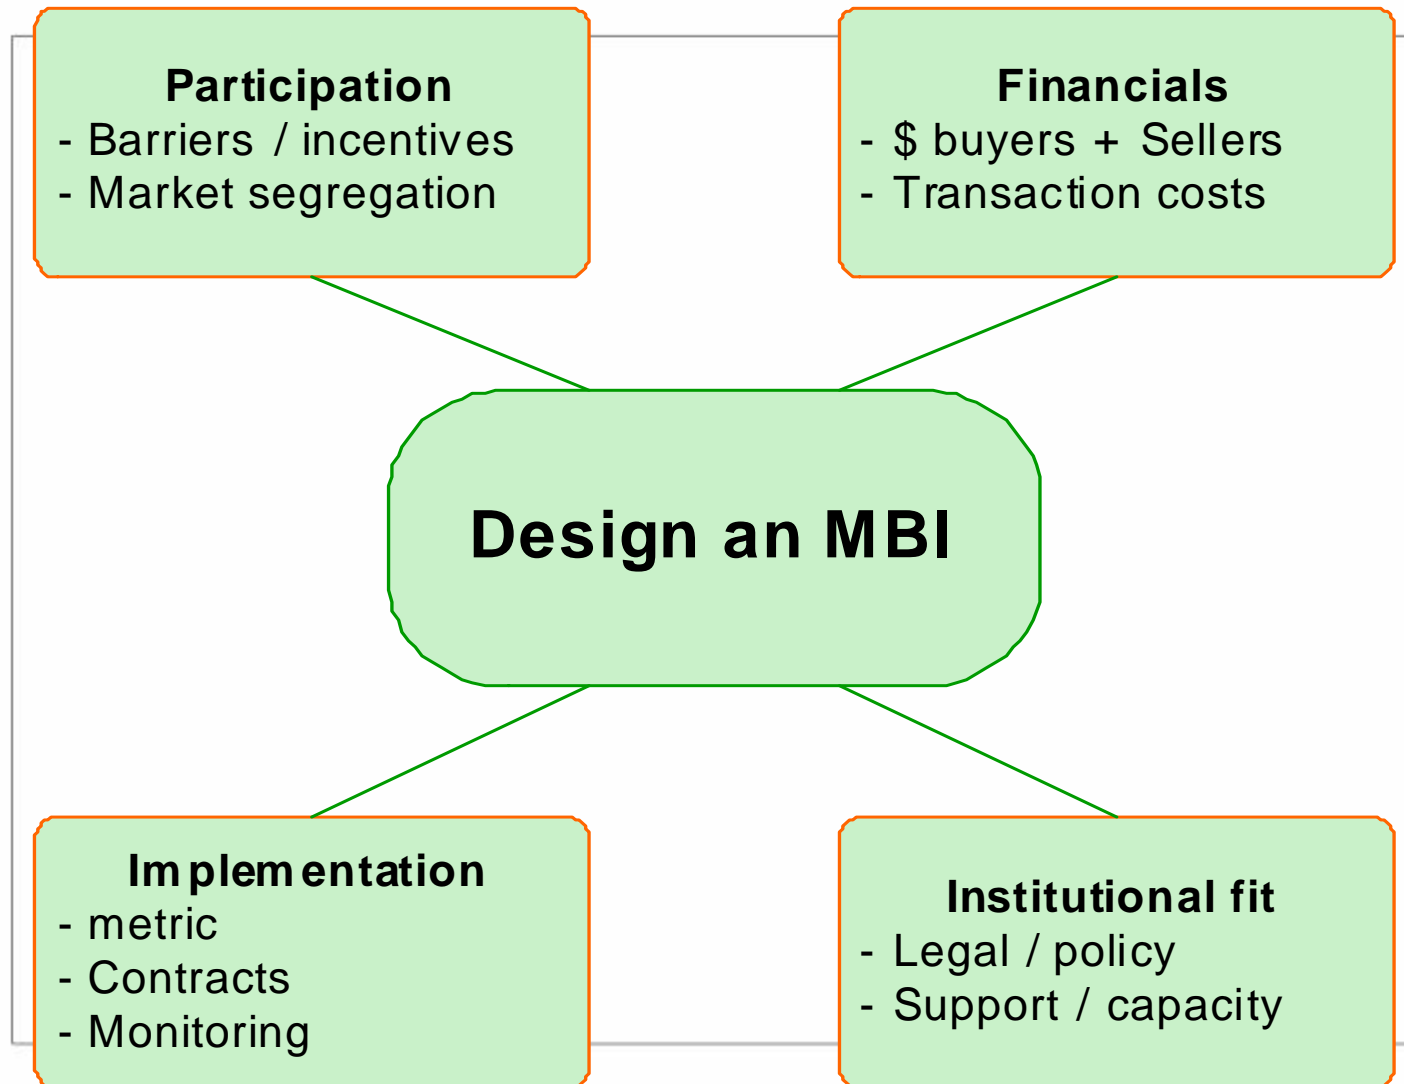 Participation
- Barriers / incentives
- Market segregation
Financials
- $ buyers + Sellers
- Transaction costs
Design an MBI
Implementation
- metric
- Contracts
- Monitoring
Institutional fit
- Legal / policy
- Support / capacity